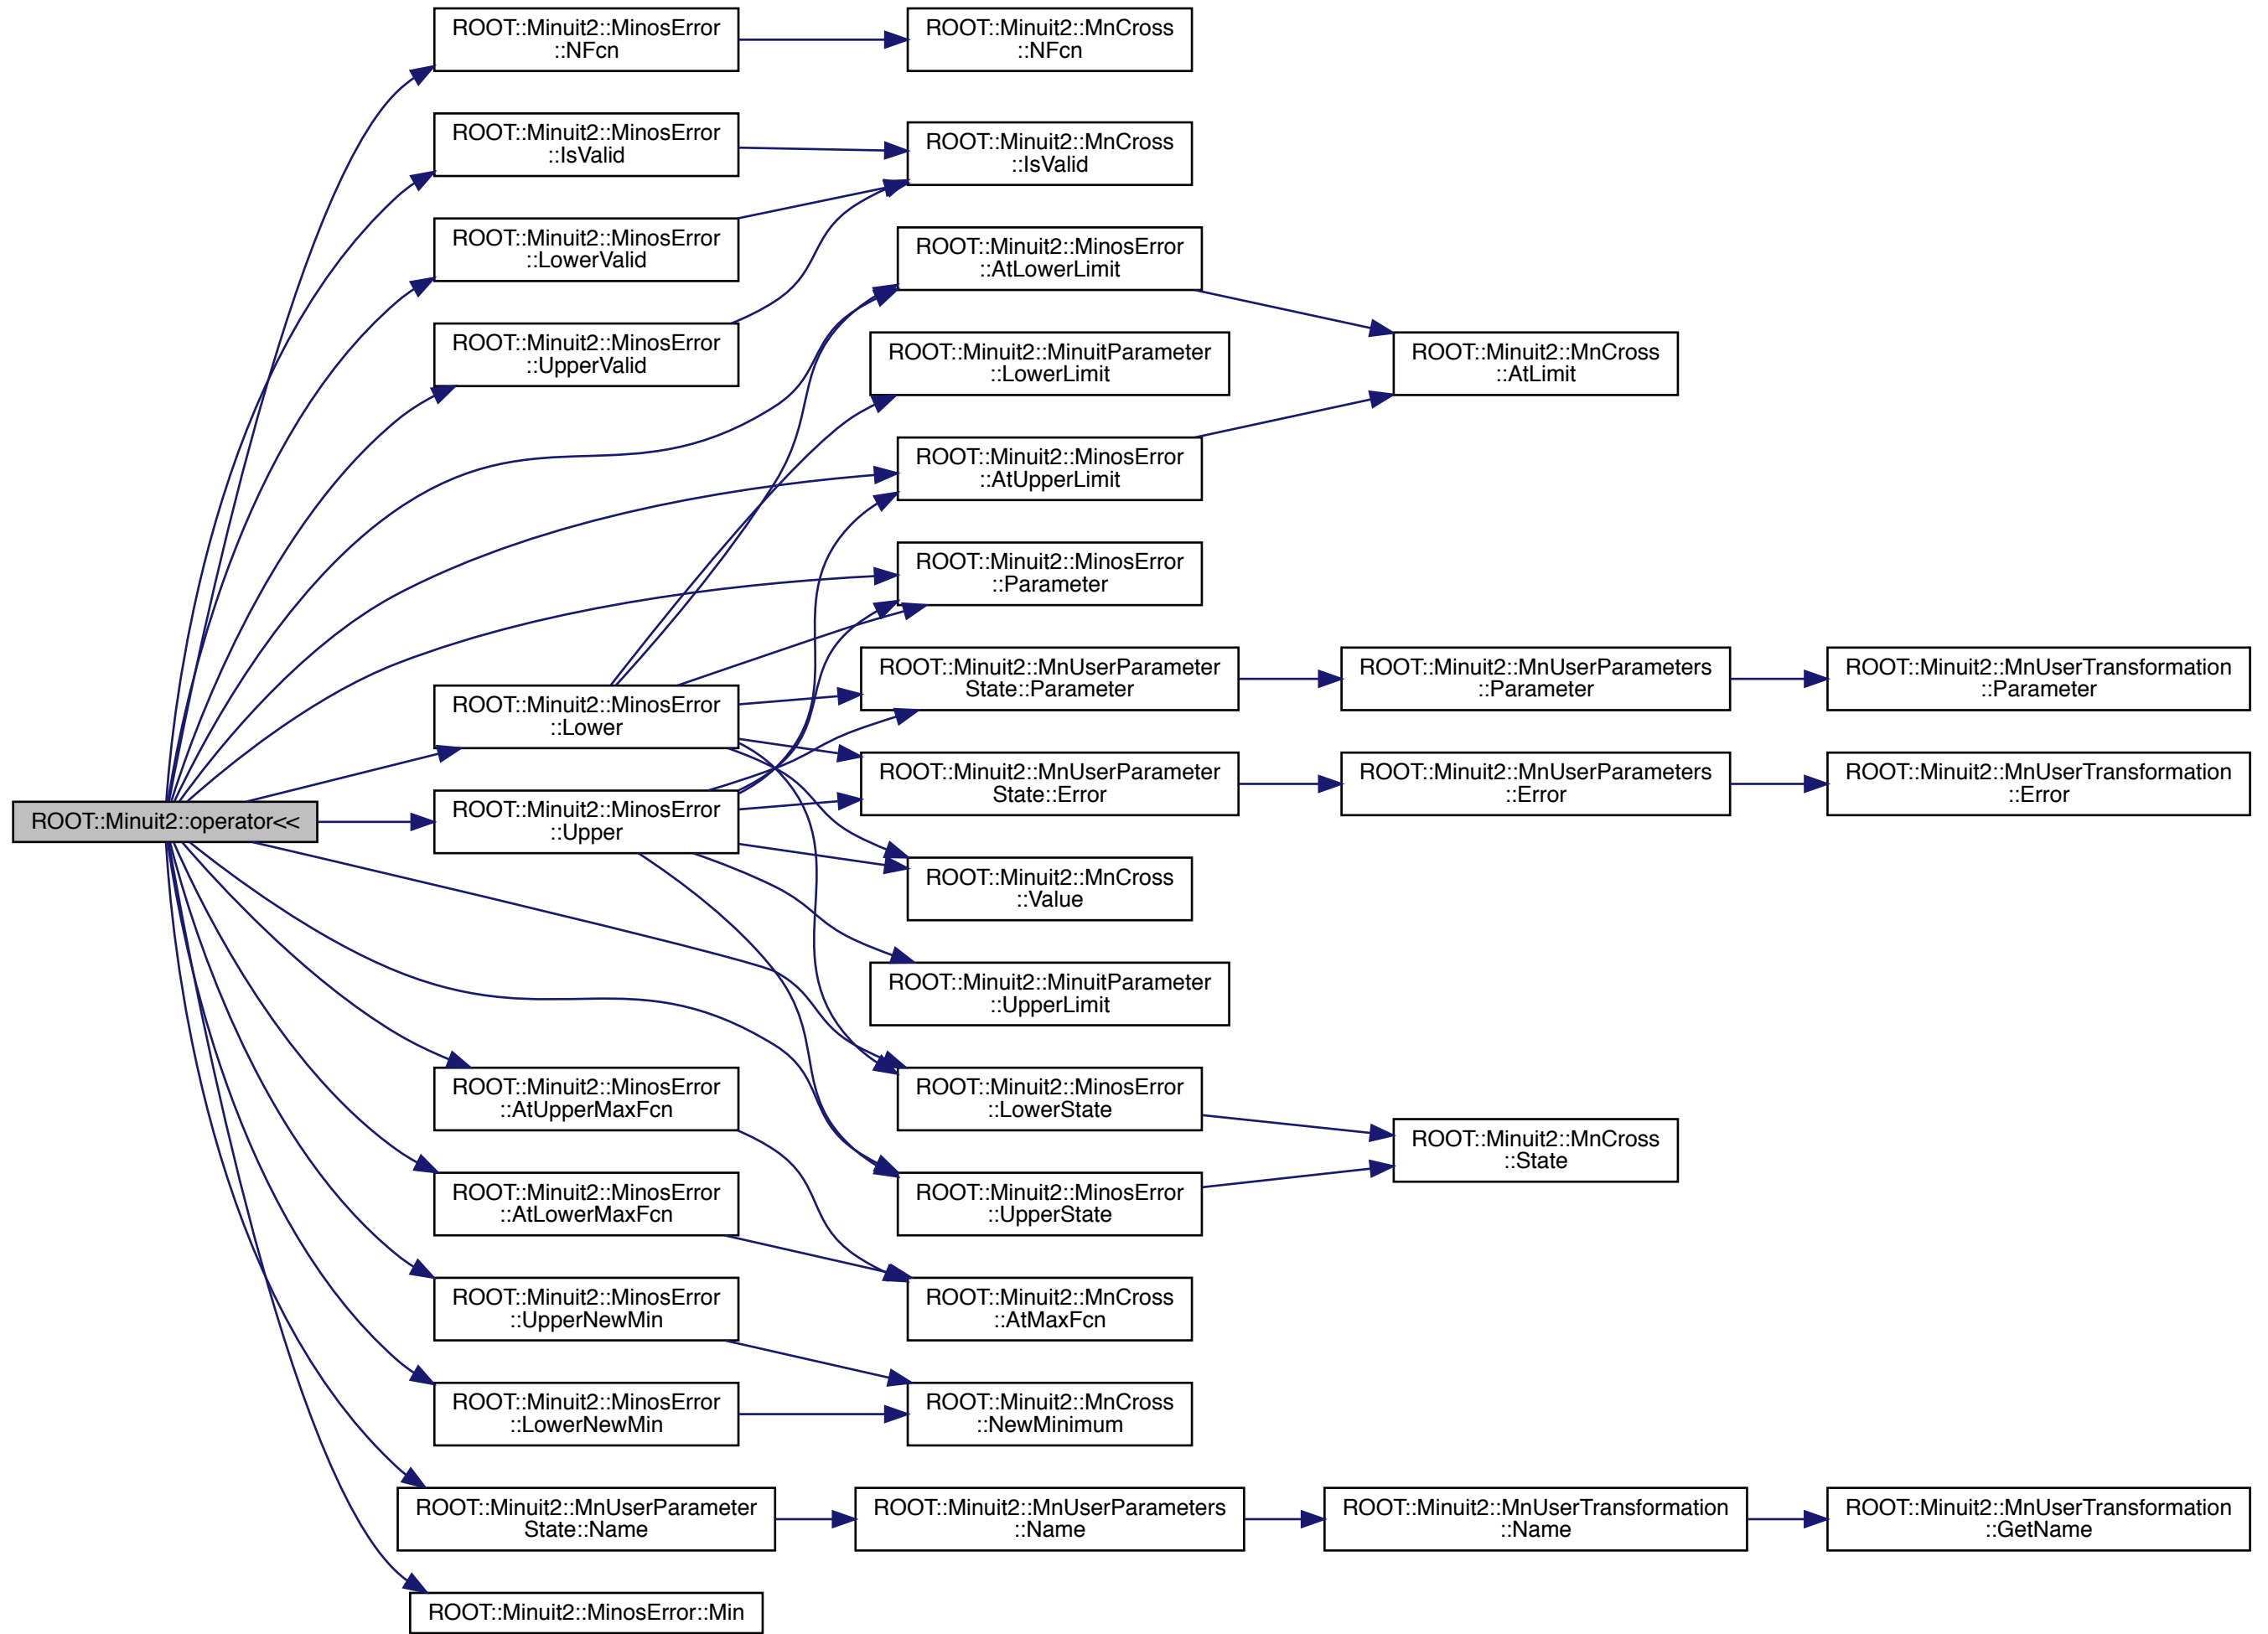 ROOT::Minuit2::operator<<
ROOT::Minuit2::MinosError
::NFcn
ROOT::Minuit2::MnCross
::NFcn
ROOT::Minuit2::MinosError
::IsValid
ROOT::Minuit2::MnCross
::IsValid
ROOT::Minuit2::MinosError
::LowerValid
ROOT::Minuit2::MinosError
::UpperValid
ROOT::Minuit2::MinosError
::AtLowerLimit
ROOT::Minuit2::MinuitParameter
::LowerLimit
ROOT::Minuit2::MnCross
::AtLimit
ROOT::Minuit2::MinosError
::AtUpperLimit
ROOT::Minuit2::MinosError
::Parameter
ROOT::Minuit2::MinosError
::Lower
ROOT::Minuit2::MnUserParameter
State::Parameter
ROOT::Minuit2::MnUserParameters
::Parameter
ROOT::Minuit2::MnUserTransformation
::Parameter
ROOT::Minuit2::MinosError
::Upper
ROOT::Minuit2::MnUserParameter
State::Error
ROOT::Minuit2::MnUserParameters
::Error
ROOT::Minuit2::MnUserTransformation
::Error
ROOT::Minuit2::MnCross
::Value
ROOT::Minuit2::MinuitParameter
::UpperLimit
ROOT::Minuit2::MinosError
::AtUpperMaxFcn
ROOT::Minuit2::MinosError
::LowerState
ROOT::Minuit2::MnCross
::State
ROOT::Minuit2::MinosError
::AtLowerMaxFcn
ROOT::Minuit2::MinosError
::UpperState
ROOT::Minuit2::MinosError
::UpperNewMin
ROOT::Minuit2::MnCross
::AtMaxFcn
ROOT::Minuit2::MinosError
::LowerNewMin
ROOT::Minuit2::MnCross
::NewMinimum
ROOT::Minuit2::MnUserParameter
State::Name
ROOT::Minuit2::MnUserParameters
::Name
ROOT::Minuit2::MnUserTransformation
::Name
ROOT::Minuit2::MnUserTransformation
::GetName
ROOT::Minuit2::MinosError::Min